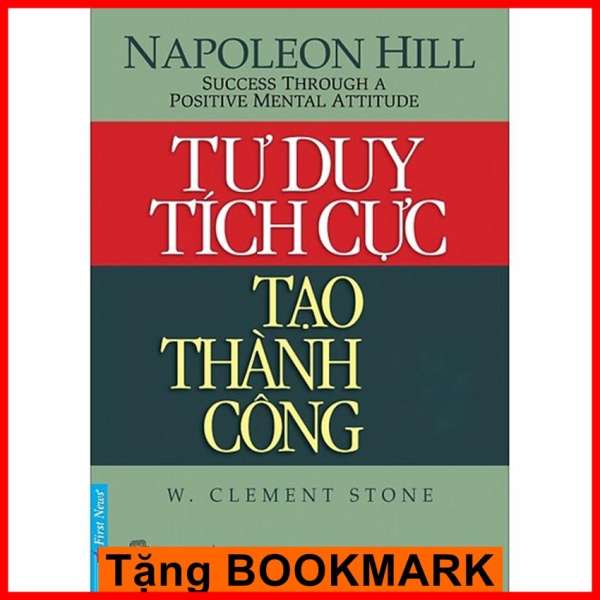 NAPOLEON HILL
SUCCESS THROUGH A
POSITIVE MENTAL ATTITUDE
TƯ DUY
TÍCH CỰC
TẠO
THÀNH
CÔNG
W. CLEMENT STONE
First News
Tặng BOOKMARK